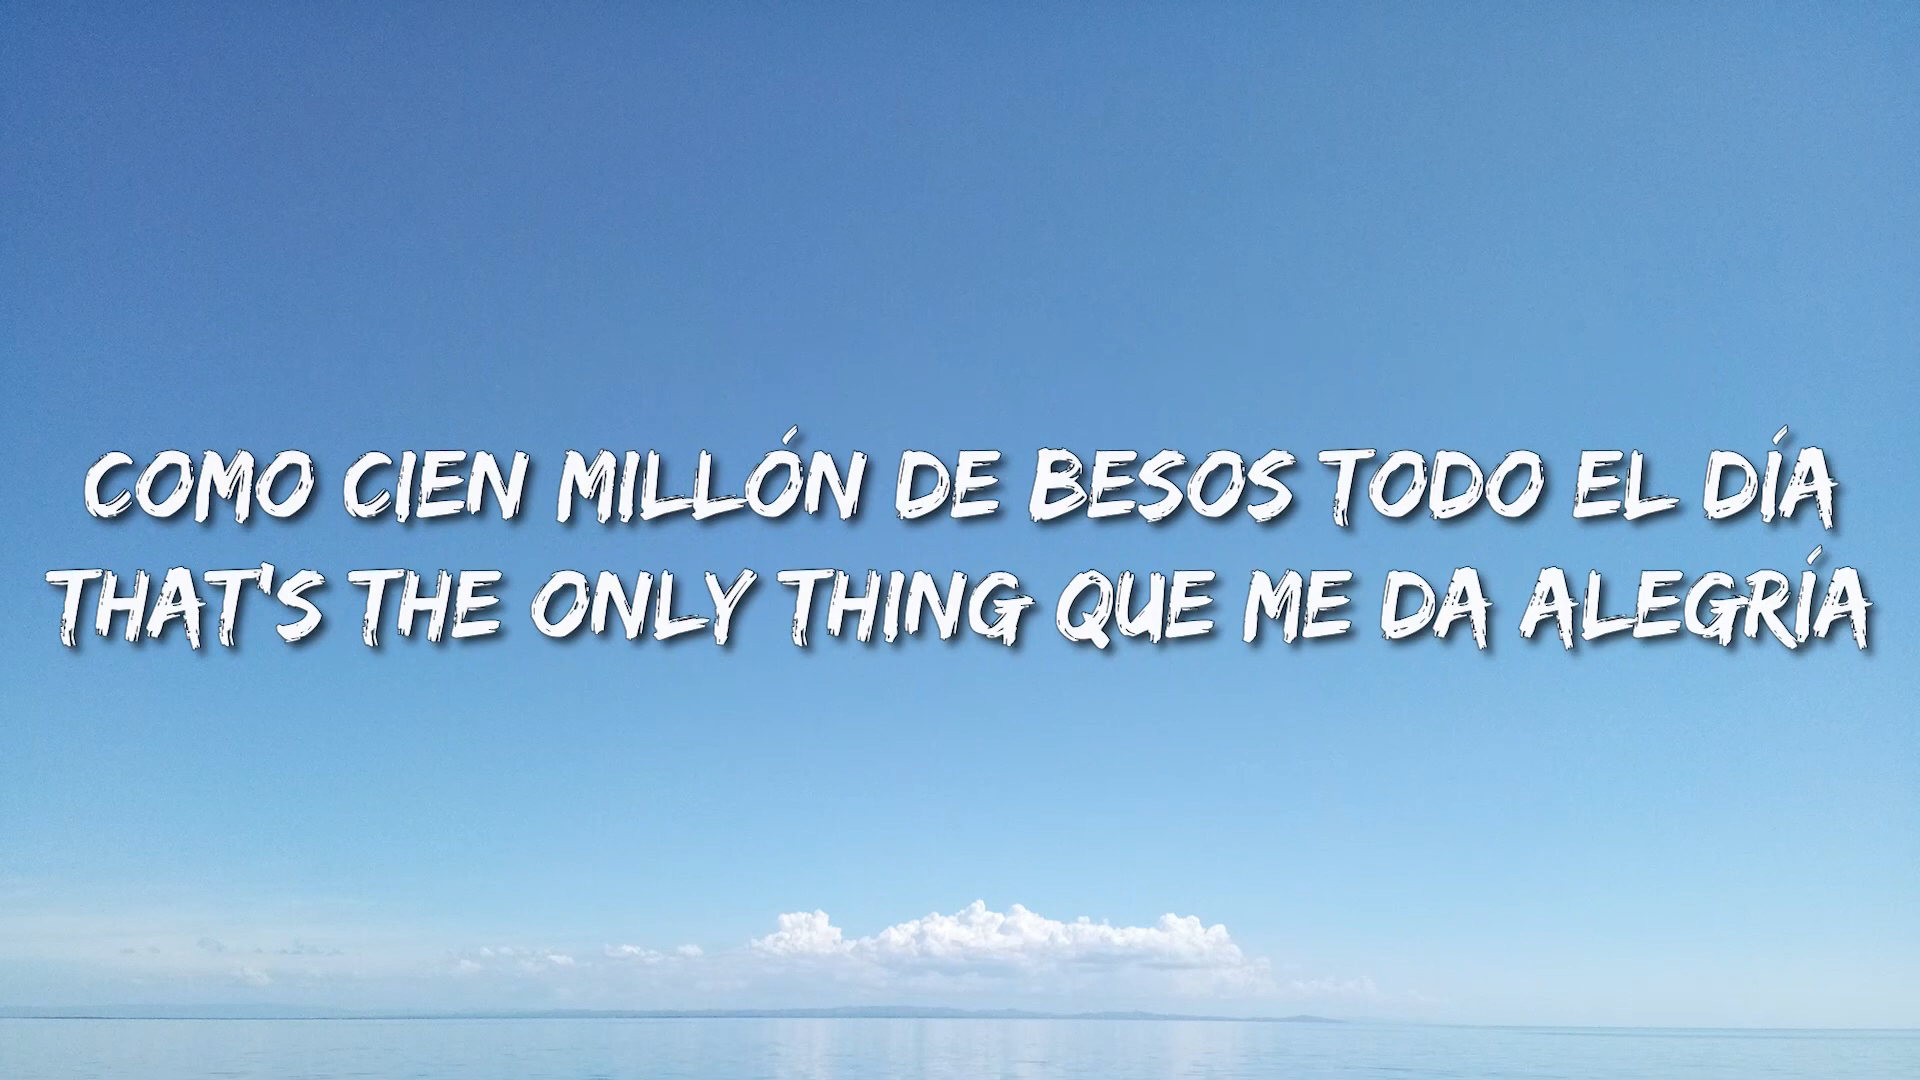 COMO CIEN MILLÓN DE BESOS TODO EL DÍA
THAT'S THE ONLY THING QUE ME DA ALEGRÍA